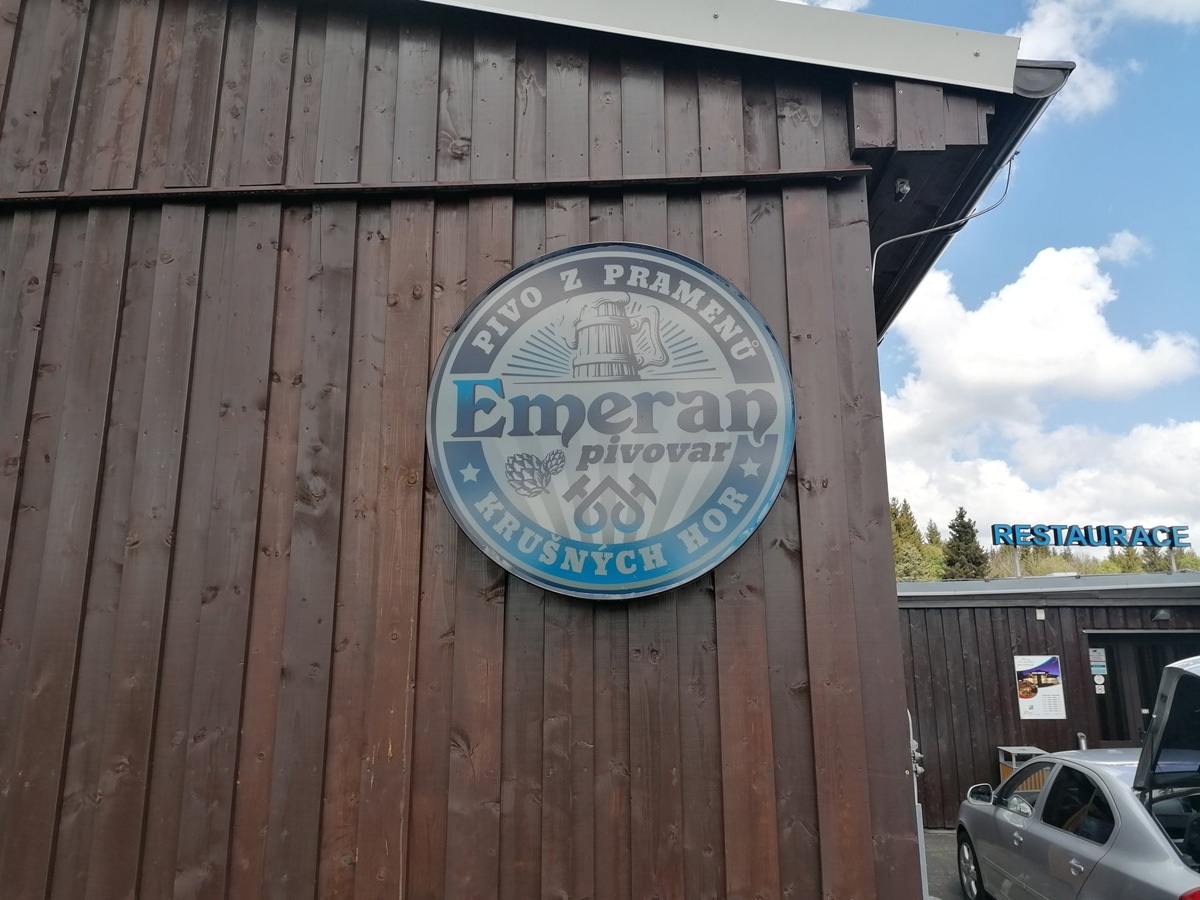 PIVO Z PRAMENŮ
Emeran
pivovar
KRUŠNÝCH HOR
RESTAURACE